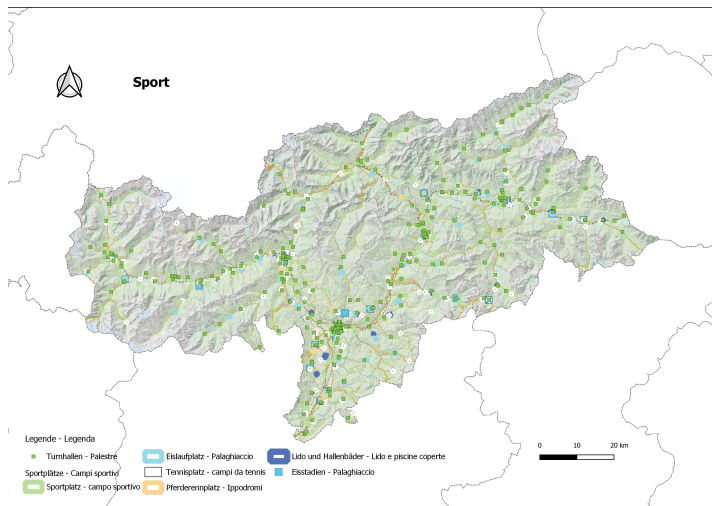 Sport
Legende - Legenda
Turnhallen - Palestre
Sportplätze - Campi sportivi
Sportplatz - campo sportivo
Eislaufplatz - Palaghiaccio
Tennisplatz - campi da tennis
Pferderennplatz - Ippodromi
Lido und Hallenbäder - Lido e piscine coperte
Eisstadien - Palaghiaccio
0 10 20 km